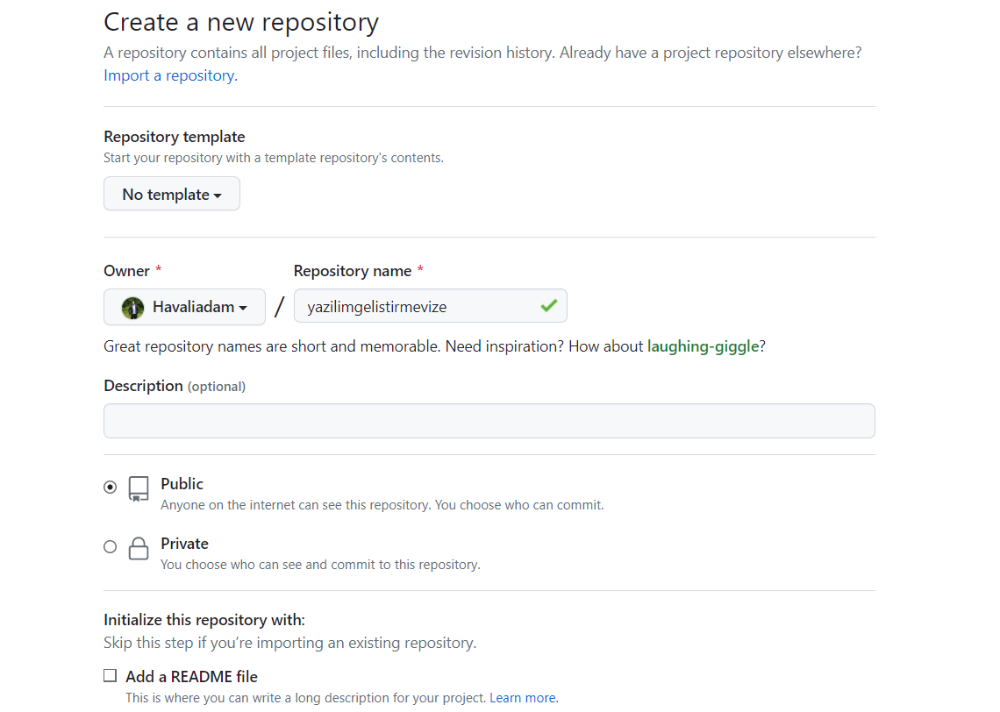 Create a new repository
A repository contains all project files, including the revision history. Already have a project repository elsewhere?
Import a repository.
Repository template
Start your repository with a template repository's contents.
No template
Owner * Repository name *
Havaliadam / yazilimgelistirmevize
Great repository names are short and memorable. Need inspiration? How about laughing-giggle?
Description (optional)
Public
Anyone on the internet can see this repository. You choose who can commit.
Private
You choose who can see and commit to this repository.
Initialize this repository with:
Skip this step if you’re importing an existing repository.
Add a README file
This is where you can write a long description for your project. Learn more.